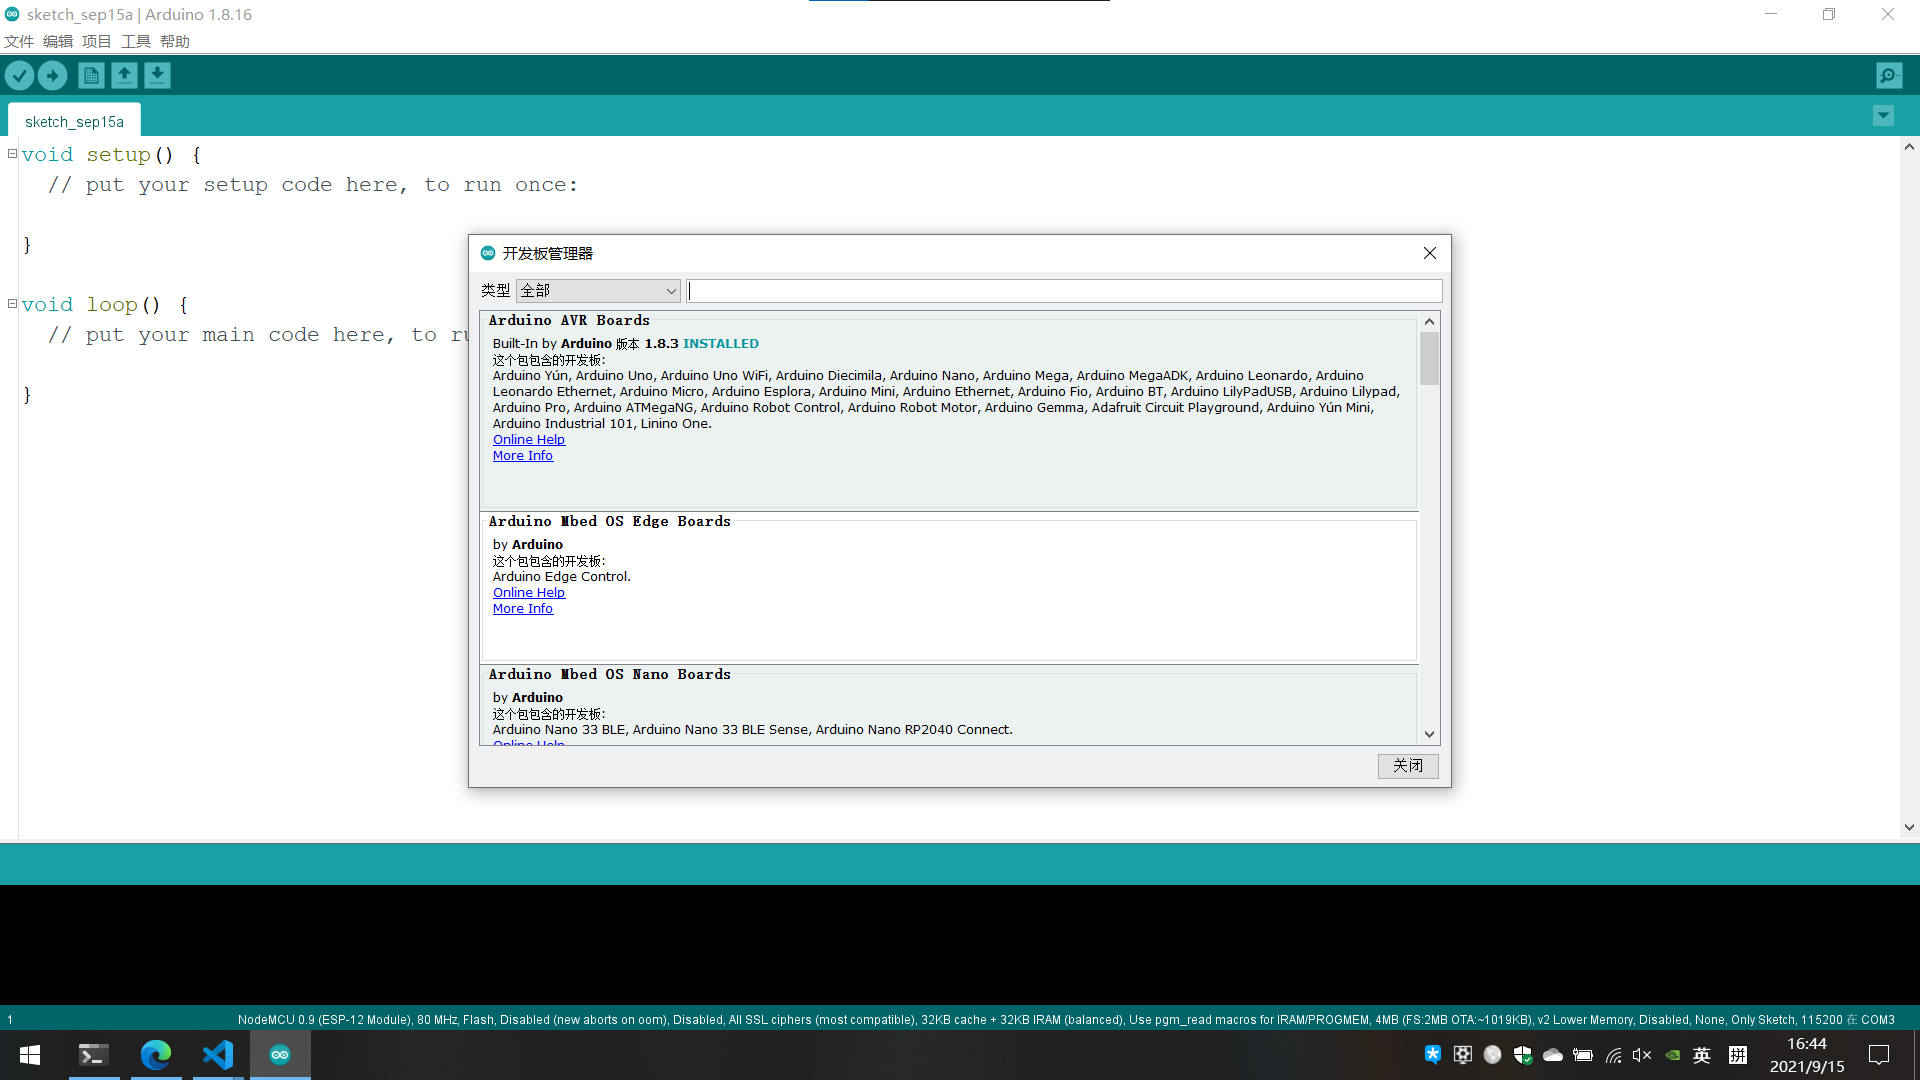 sketch_sep15a | Arduino 1.8.16
文件 编辑 项目 工具 帮助
sketch_sep15a
void setup() {
// put your setup code here, to run once:
}
void loop() {
// put your main code here, to ru
}
开发板管理器
类型 全部
Arduino AVR Boards
Built-In by Arduino 版本 1.8.3 INSTALLED
这个包包含的开发板:
Arduino Yún, Arduino Uno, Arduino Uno WiFi, Arduino Diecimila, Arduino Nano, Arduino Mega, Arduino MegaADK, Arduino Leonardo, Arduino
Leonardo Ethernet, Arduino Micro, Arduino Esplora, Arduino Mini, Arduino Ethernet, Arduino Fio, Arduino BT, Arduino LilyPadUSB, Arduino Lilypad,
Arduino Pro, Arduino ATMegaNG, Arduino Robot Control, Arduino Robot Motor, Arduino Gemma, Adafruit Circuit Playground, Arduino Yún Mini,
Arduino Industrial 101, Linino One.
Online Help
More Info
Arduino Mbed OS Edge Boards
by Arduino
这个包包含的开发板:
Arduino Edge Control.
Online Help
More Info
Arduino Mbed OS Nano Boards
by Arduino
这个包包含的开发板:
Arduino Nano 33 BLE, Arduino Nano 33 BLE Sense, Arduino Nano RP2040 Connect.
Online Help
关闭
1
NodeMCU 0.9 (ESP-12 Module), 80 MHz, Flash, Disabled (new aborts on oom), Disabled, All SSL ciphers (most compatible), 32KB cache + 32KB IRAM (balanced), Use pgm_read macros for IRAM/PROGMEM, 4MB (FS:2MB OTA:~1019KB), v2 Lower Memory, Disabled, None, Only Sketch, 115200 在 COM3
英
拼
16:44
2021/9/15